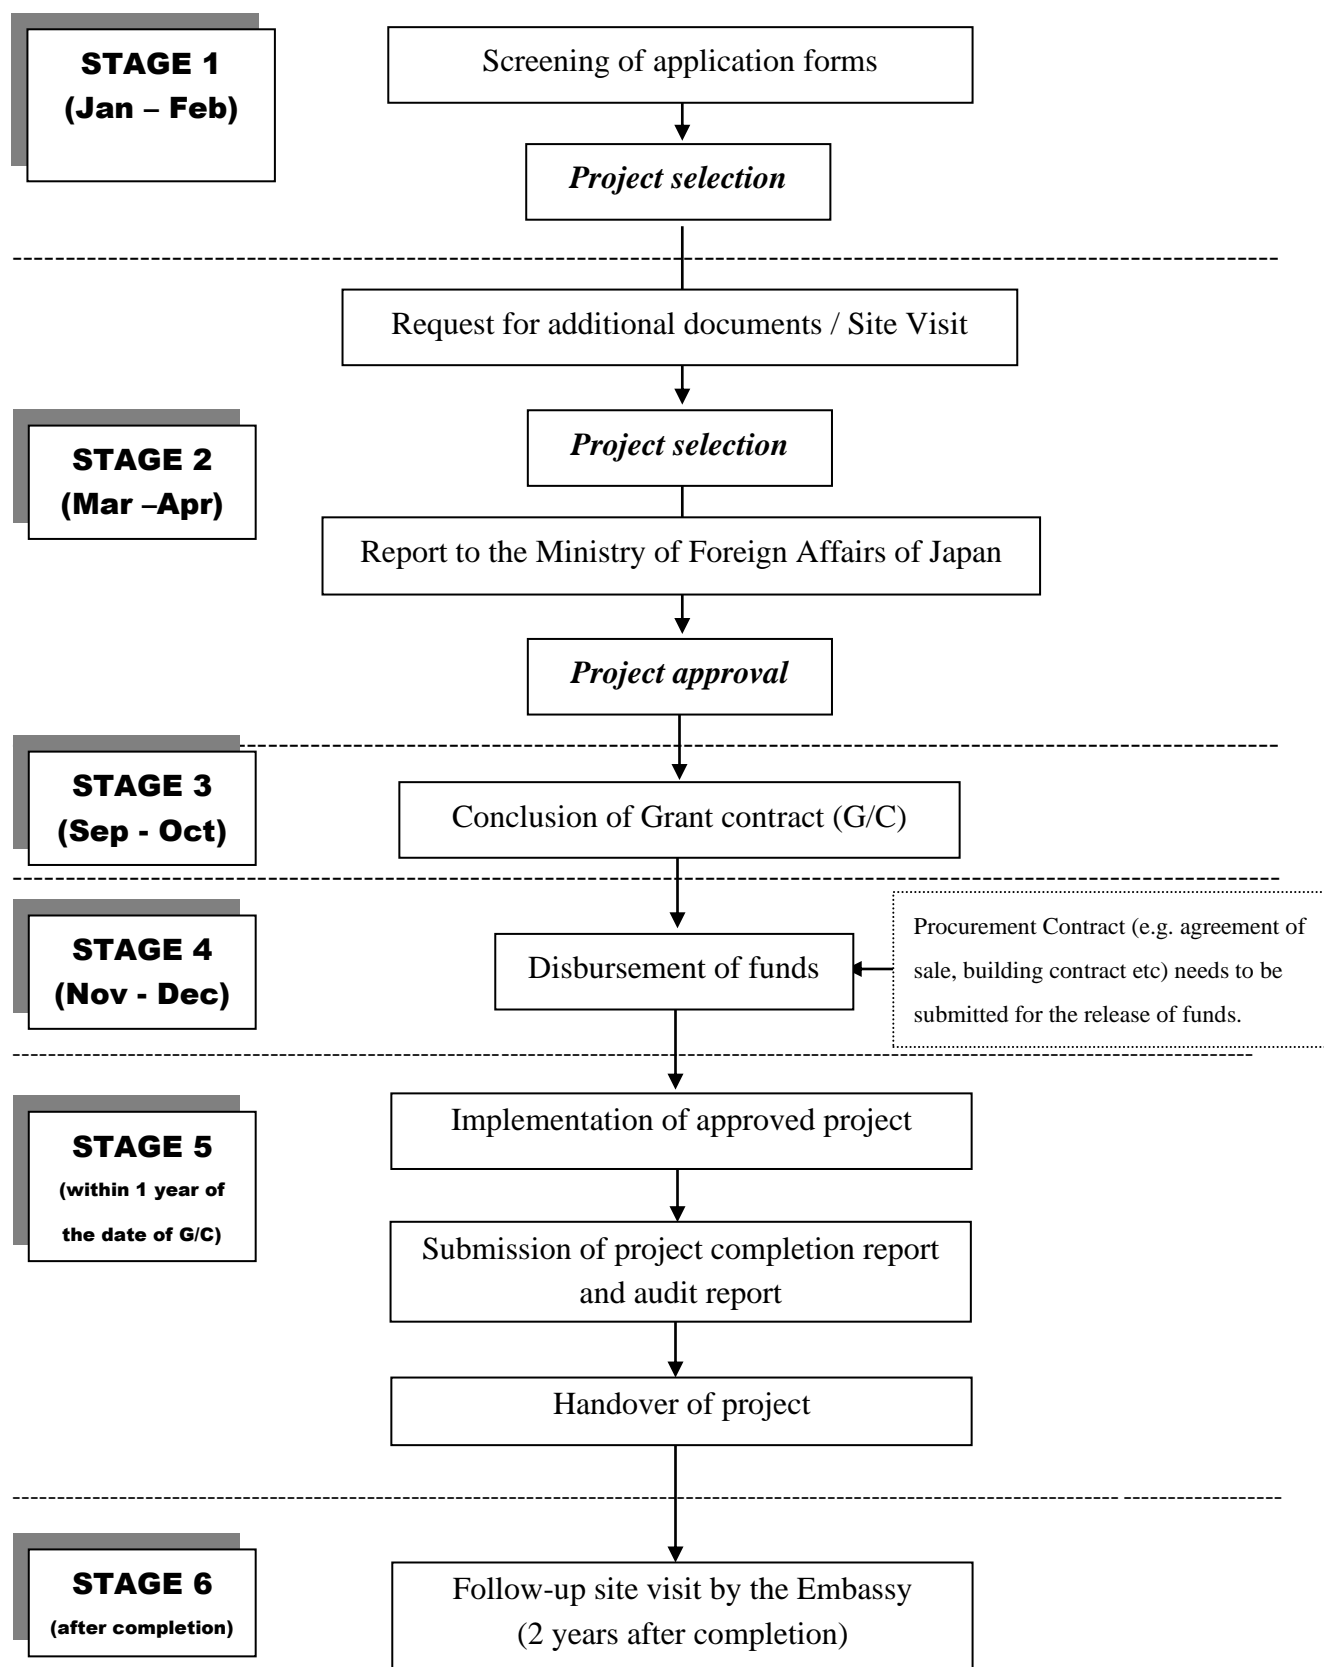 STAGE 1
(Jan – Feb)
Screening of application forms
Project selection
Request for additional documents / Site Visit
STAGE 2
(Mar –Apr)
Project selection
Report to the Ministry of Foreign Affairs of Japan
Project approval
STAGE 3
(Sep - Oct)
Conclusion of Grant contract (G/C)
STAGE 4
(Nov - Dec)
Disbursement of funds
Procurement Contract (e.g. agreement of
sale, building contract etc) needs to be
submitted for the release of funds.
STAGE 5
(within 1 year of
the date of G/C)
Implementation of approved project
Submission of project completion report
and audit report
Handover of project
STAGE 6
(after completion)
Follow-up site visit by the Embassy
(2 years after completion)